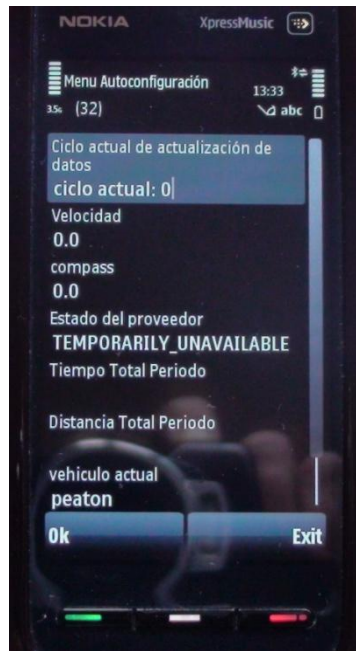 NOKIA XpressMusic
Menu Autoconfiguración 13:33
3.5G (32) abc
Ciclo actual de actualización de
datos
ciclo actual: 0
Velocidad
0.0
compass
0.0
Estado del proveedor
TEMPORARILY_UNAVAILABLE
Tiempo Total Periodo
Distancia Total Periodo
vehiculo actual
peaton
Ok Exit